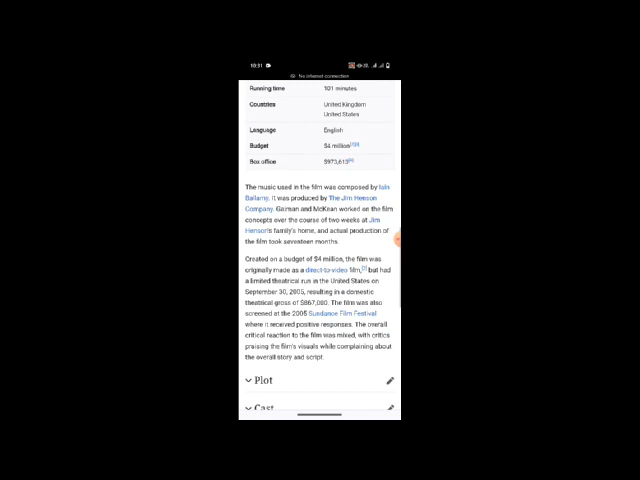 10:31
No internet connection
Running time 101 minutes
Countries United Kingdom
United States
Language English
Budget $4 million
Box office $973,613
The music used in the film was composed by Iain
Ballamy. It was produced by The Jim Henson
Company. Gaiman and McKean worked on the film
concepts over the course of two weeks at Jim
Henson's family's home, and actual production of
the film took seventeen months.
Created on a budget of $4 million, the film was
originally made as a direct-to-video film, but had
a limited theatrical run in the United States on
September 30, 2005, resulting in a domestic
theatrical gross of $867,000. The film was also
screened at the 2005 Sundance Film Festival
where it received positive responses. The overall
critical reaction to the film was mixed, with critics
praising the film's visuals while complaining about
the overall story and script.
Plot
Cast